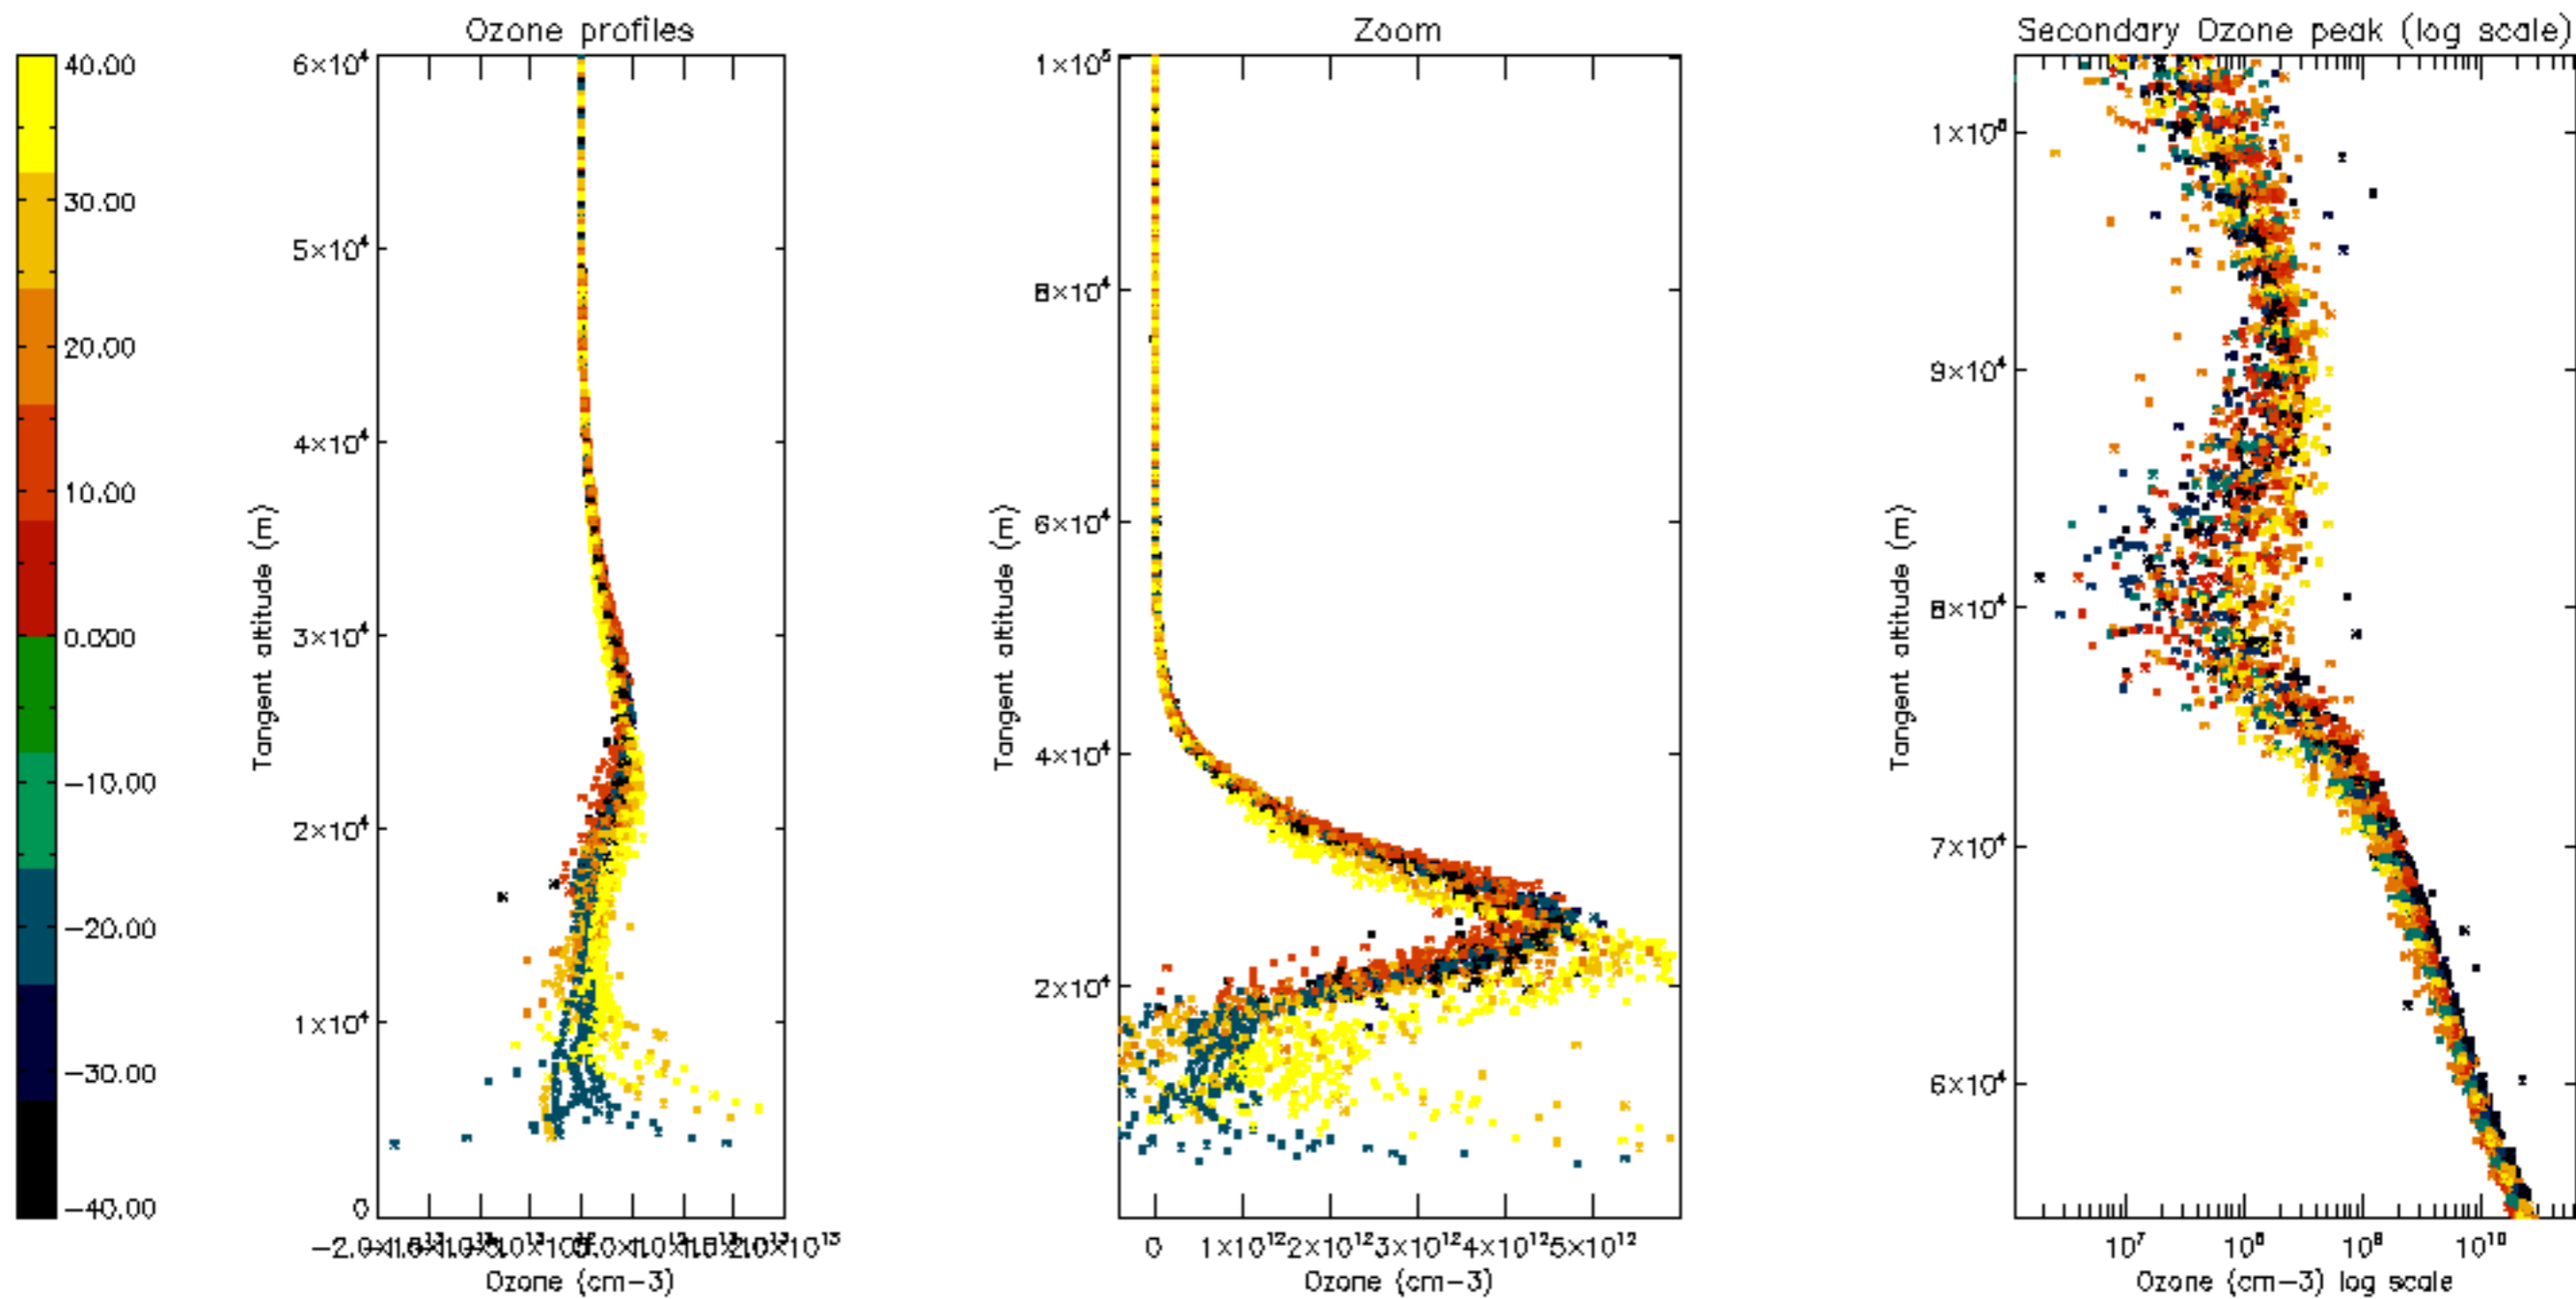 Ozone profiles
Zoom
Secondary Ozone peak (log scale)
40.00
30.00
20.00
10.00
0.00
−10.00
−20.00
−30.00
−40.00
6×10⁴
5×10⁴
4×10⁴
3×10⁴
2×10⁴
1×10⁴
0
Tangent altitude (m)
Ozone (cm−3)
1×10⁵
8×10⁴
6×10⁴
4×10⁴
2×10⁴
Tangent altitude (m)
0 1×10¹² 2×10¹² 3×10¹² 4×10¹² 5×10¹²
Ozone (cm−3)
9×10⁴
8×10⁴
7×10⁴
6×10⁴
Tangent altitude (m)
10⁷ 10⁸ 10⁹ 10¹⁰
Ozone (cm−3) log scale